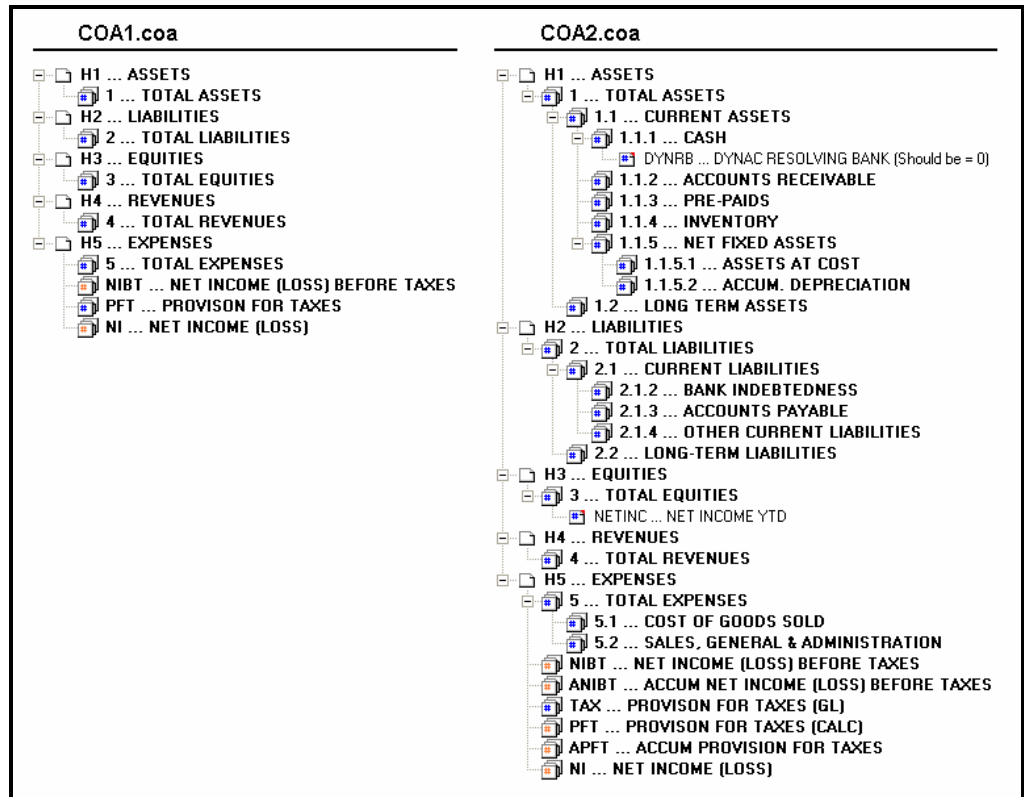 COA1.coa
H1 ... ASSETS
1 ... TOTAL ASSETS
H2 ... LIABILITIES
2 ... TOTAL LIABILITIES
H3 ... EQUITIES
3 ... TOTAL EQUITIES
H4 ... REVENUES
4 ... TOTAL REVENUES
H5 ... EXPENSES
5 ... TOTAL EXPENSES
NIBT ... NET INCOME (LOSS) BEFORE TAXES
PFT ... PROVISON FOR TAXES
NI ... NET INCOME (LOSS)
COA2.coa
H1 ... ASSETS
1 ... TOTAL ASSETS
1.1 ... CURRENT ASSETS
1.1.1 ... CASH
DYNRB ... DYNAC RESOLVING BANK (Should be = 0)
1.1.2 ... ACCOUNTS RECEIVABLE
1.1.3 ... PRE-PAIDS
1.1.4 ... INVENTORY
1.1.5 ... NET FIXED ASSETS
1.1.5.1 ... ASSETS AT COST
1.1.5.2 ... ACCUM. DEPRECIATION
1.2 ... LONG TERM ASSETS
H2 ... LIABILITIES
2 ... TOTAL LIABILITIES
2.1 ... CURRENT LIABILITIES
2.1.2 ... BANK INDEBTEDNESS
2.1.3 ... ACCOUNTS PAYABLE
2.1.4 ... OTHER CURRENT LIABILITIES
2.2 ... LONG-TERM LIABILITIES
H3 ... EQUITIES
3 ... TOTAL EQUITIES
NETINC ... NET INCOME YTD
H4 ... REVENUES
4 ... TOTAL REVENUES
H5 ... EXPENSES
5 ... TOTAL EXPENSES
5.1 ... COST OF GOODS SOLD
5.2 ... SALES, GENERAL & ADMINISTRATION
NIBT ... NET INCOME (LOSS) BEFORE TAXES
ANIBT ... ACCUM NET INCOME (LOSS) BEFORE TAXES
TAX ... PROVISON FOR TAXES (GL)
PFT ... PROVISON FOR TAXES (CALC)
APFT ... ACCUM PROVISION FOR TAXES
NI ... NET INCOME (LOSS)